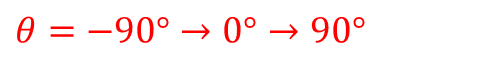 θ = −90° → 0° → 90°